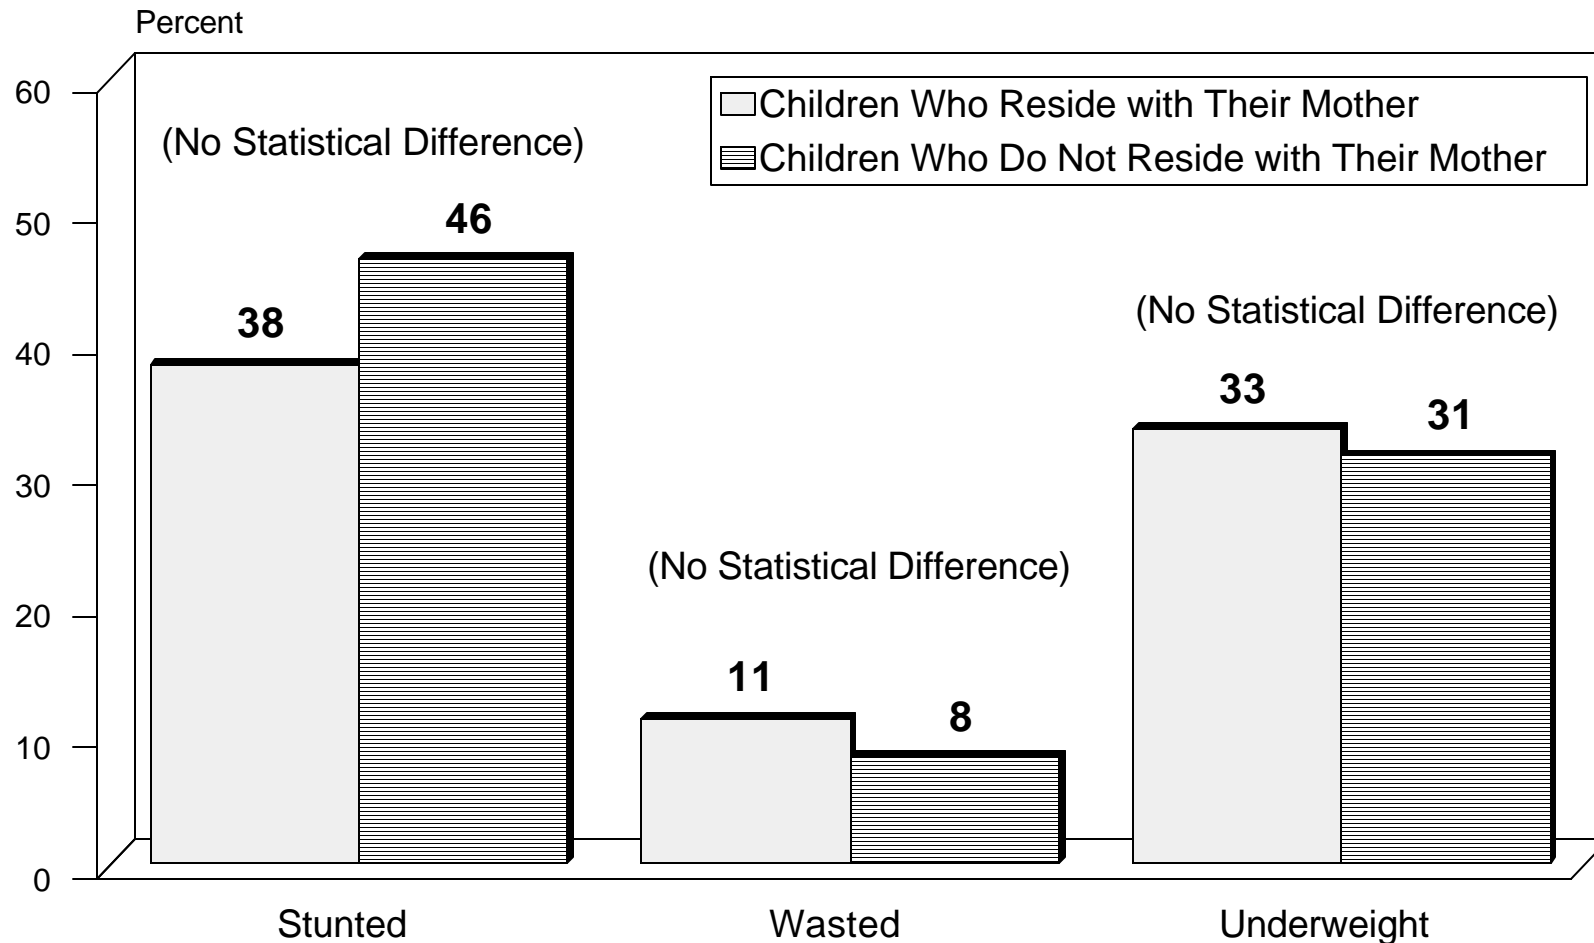 Percent
60
50
40
30
20
10
0
Children Who Reside with Their Mother
Children Who Do Not Reside with Their Mother
(No Statistical Difference)
38
46
(No Statistical Difference)
11
8
(No Statistical Difference)
33
31
Stunted
Wasted
Underweight